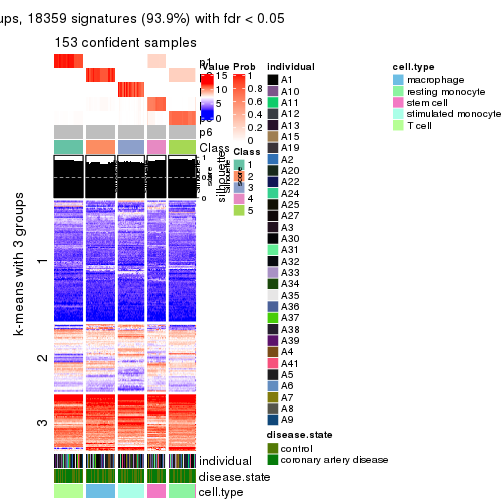 ups, 18359 signatures (93.9%) with fdr < 0.05
153 confident samples
p1
p6
Class
silhouette
score
1
0.5
0
k-means with 3 groups
1
2
3
individual
disease.state
cell.type
Value
15
10
5
0
Prob
1
0.8
0.6
0.4
0.2
0
Class
1
2
3
4
5
individual
A1
A10
A11
A12
A13
A15
A19
A2
A20
A22
A24
A25
A27
A3
A30
A31
A32
A33
A34
A35
A36
A37
A38
A39
A4
A41
A5
A6
A7
A8
A9
disease.state
control
coronary artery disease
cell.type
macrophage
resting monocyte
stem cell
stimulated monocyte
T cell